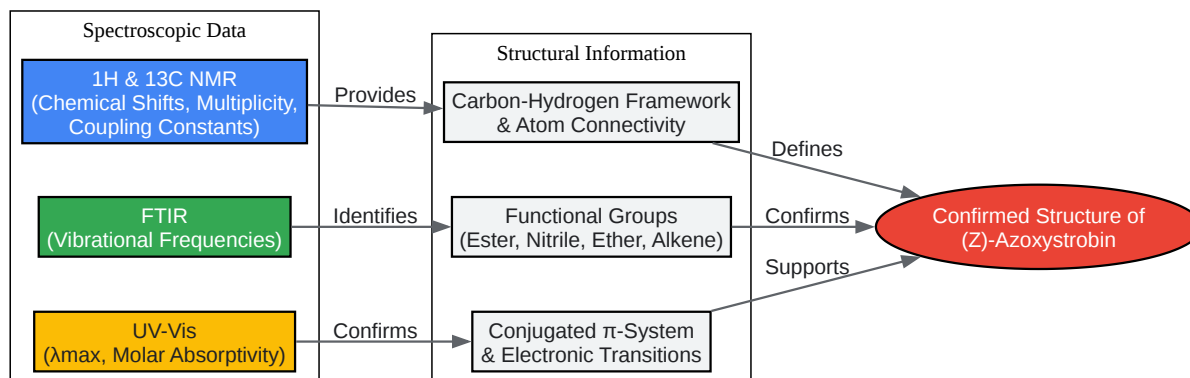 Spectroscopic Data
1H & 13C NMR
(Chemical Shifts, Multiplicity,
Coupling Constants)
FTIR
(Vibrational Frequencies)
UV-Vis
(λmax, Molar Absorptivity)
Provides
Identifies
Confirms
Structural Information
Carbon-Hydrogen Framework
& Atom Connectivity
Functional Groups
(Ester, Nitrile, Ether, Alkene)
Conjugated π-System
& Electronic Transitions
Defines
Confirms
Supports
Confirmed Structure of
(Z)-Azoxystrobin